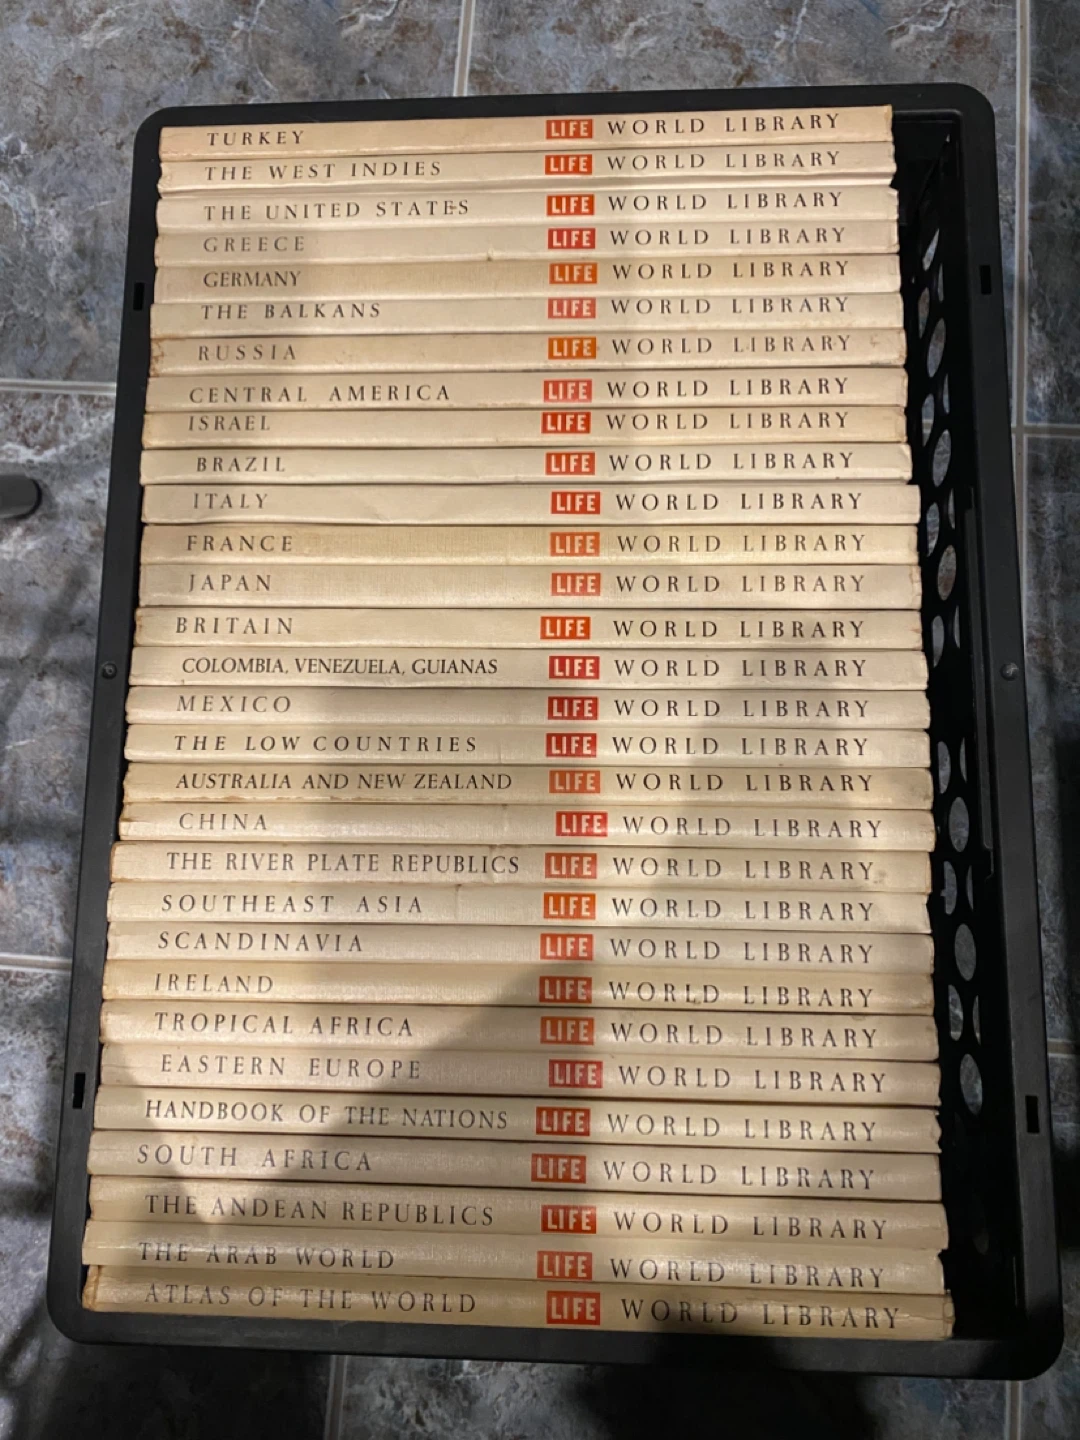 TURKEY LIFE WORLD LIBRARY
THE WEST INDIES LIFE WORLD LIBRARY
THE UNITED STATES LIFE WORLD LIBRARY
GREECE LIFE WORLD LIBRARY
GERMANY LIFE WORLD LIBRARY
THE BALKANS LIFE WORLD LIBRARY
RUSSIA LIFE WORLD LIBRARY
CENTRAL AMERICA LIFE WORLD LIBRARY
ISRAEL LIFE WORLD LIBRARY
BRAZIL LIFE WORLD LIBRARY
ITALY LIFE WORLD LIBRARY
FRANCE LIFE WORLD LIBRARY
JAPAN LIFE WORLD LIBRARY
BRITAIN LIFE WORLD LIBRARY
COLOMBIA, VENEZUELA, GUIANAS LIFE WORLD LIBRARY
MEXICO LIFE WORLD LIBRARY
THE LOW COUNTRIES LIFE WORLD LIBRARY
AUSTRALIA AND NEW ZEALAND LIFE WORLD LIBRARY
CHINA LIFE WORLD LIBRARY
THE RIVER PLATE REPUBLICS LIFE WORLD LIBRARY
SOUTHEAST ASIA LIFE WORLD LIBRARY
SCANDINAVIA LIFE WORLD LIBRARY
IRELAND LIFE WORLD LIBRARY
TROPICAL AFRICA LIFE WORLD LIBRARY
EASTERN EUROPE LIFE WORLD LIBRARY
HANDBOOK OF THE NATIONS LIFE WORLD LIBRARY
SOUTH AFRICA LIFE WORLD LIBRARY
THE ANDEAN REPUBLICS LIFE WORLD LIBRARY
THE ARAB WORLD LIFE WORLD LIBRARY
ATLAS OF THE WORLD LIFE WORLD LIBRARY